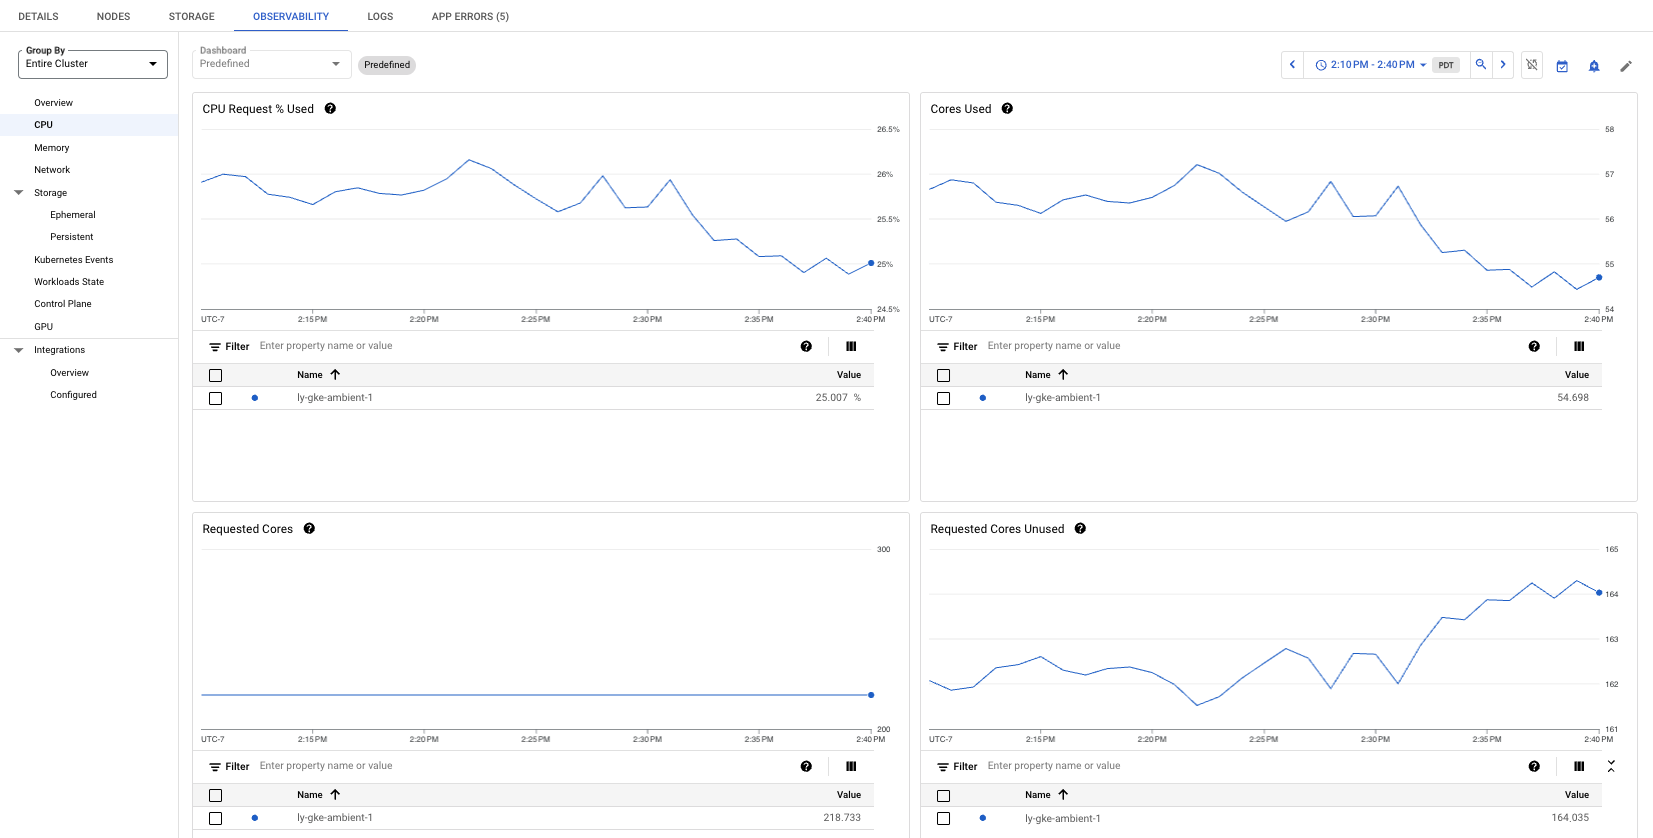 DETAILS NODES STORAGE OBSERVABILITY LOGS APP ERRORS (5)
Group By
Entire Cluster
Overview
CPU
Memory
Network
Storage
Ephemeral
Persistent
Kubernetes Events
Workloads State
Control Plane
GPU
Integrations
Overview
Configured
Dashboard
Predefined
Predefined
2:10 PM - 2:40 PM PDT
CPU Request % Used
26.5%
26%
25.5%
25%
24.5%
UTC-7 2:15 PM 2:20 PM 2:25 PM 2:30 PM 2:35 PM 2:40 PM
Filter Enter property name or value
Name Value
ly-gke-ambient-1 25.007 %
Cores Used
58
57
56
55
54
UTC-7 2:15 PM 2:20 PM 2:25 PM 2:30 PM 2:35 PM 2:40 PM
Filter Enter property name or value
Name Value
ly-gke-ambient-1 54.698
Requested Cores
300
200
UTC-7 2:15 PM 2:20 PM 2:25 PM 2:30 PM 2:35 PM 2:40 PM
Filter Enter property name or value
Name Value
ly-gke-ambient-1 218.733
Requested Cores Unused
165
164
163
162
161
UTC-7 2:15 PM 2:20 PM 2:25 PM 2:30 PM 2:35 PM 2:40 PM
Filter Enter property name or value
Name Value
ly-gke-ambient-1 164.035